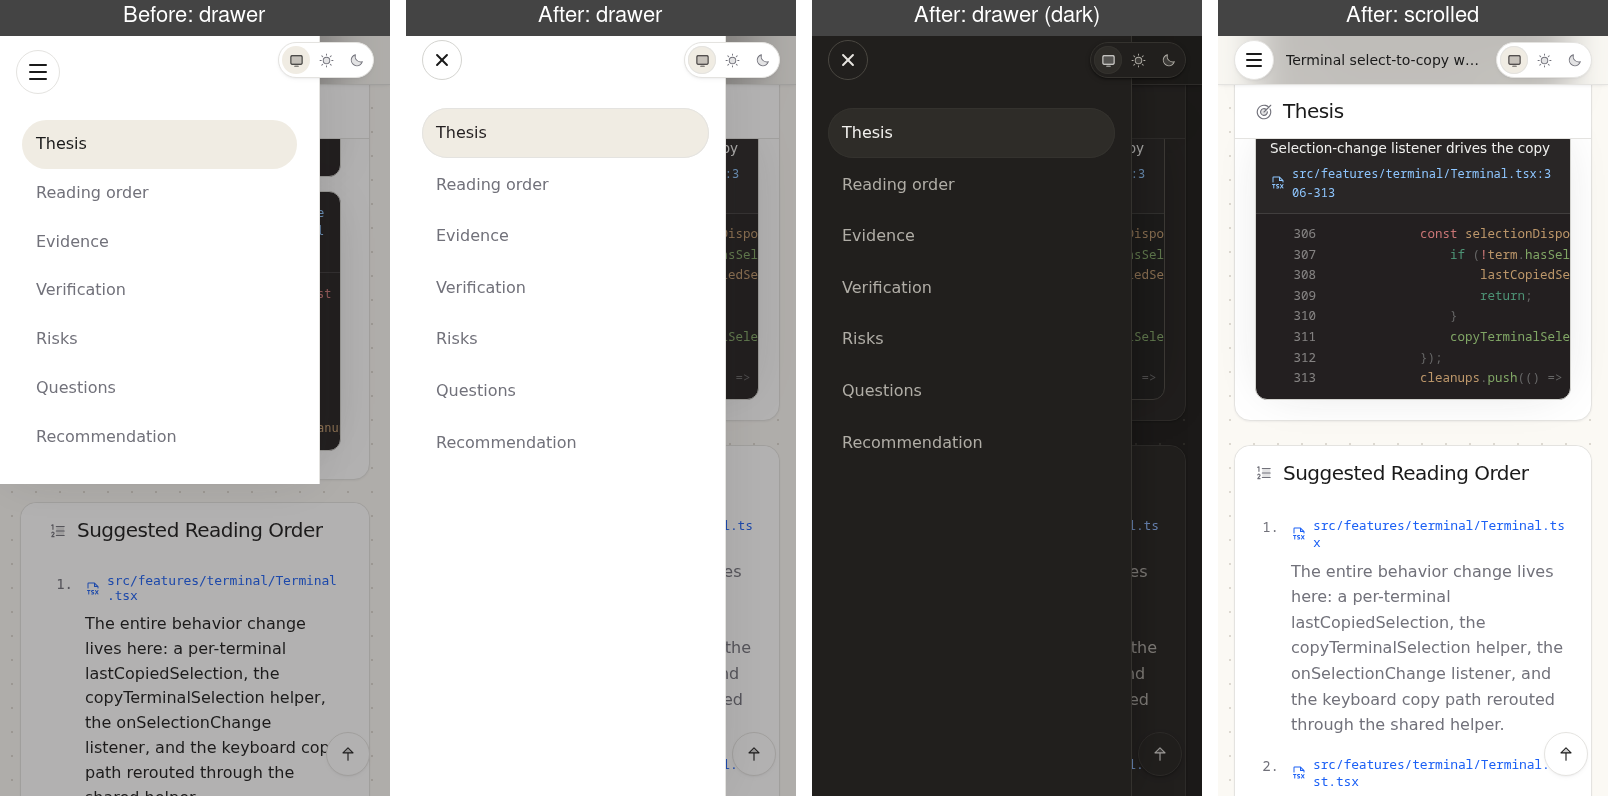 Before: drawer
Thesis
Reading order
Evidence
Verification
Risks
Questions
Recommendation
Suggested Reading Order
1.
TSX
src/features/terminal/Terminal
.tsx
The entire behavior change
lives here: a per-terminal
lastCopiedSelection, the
copyTerminalSelection helper,
the onSelectionChange
listener, and the keyboard cop
path rerouted through the
shared helper
After: drawer
Thesis
Reading order
Evidence
Verification
Risks
Questions
Recommendation
After: drawer (dark)
Thesis
Reading order
Evidence
Verification
Risks
Questions
Recommendation
After: scrolled
Terminal select-to-copy w...
Thesis
Selection-change listener drives the copy
TSX
src/features/terminal/Terminal.tsx:3
06-313
306 const selectionDispo
307 if (!term.hasSel
308 lastCopiedSe
309 return;
310 }
311 copyTerminalSele
312 });
313 cleanups.push(() =>
Suggested Reading Order
1.
TSX
src/features/terminal/Terminal.ts
x
The entire behavior change lives
here: a per-terminal
lastCopiedSelection, the
copyTerminalSelection helper, the
onSelectionChange listener, and
the keyboard copy path rerouted
through the shared helper.
2.
TSX
src/features/terminal/Terminal.
st.tsx